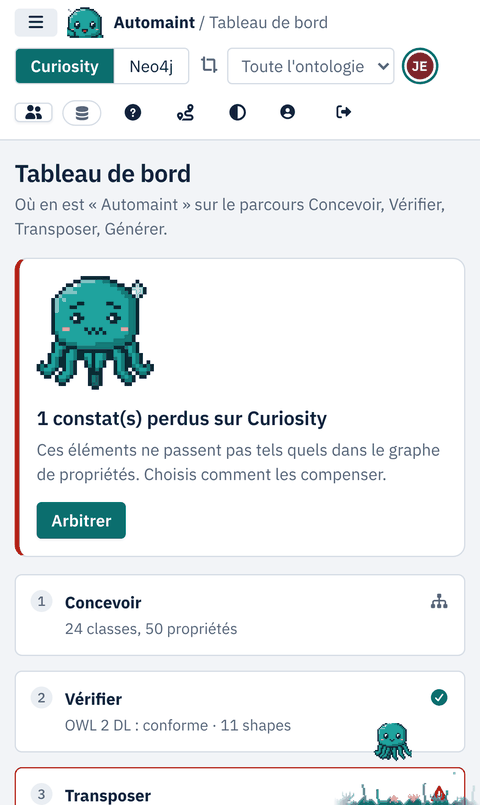 Automaint / Tableau de bord
Curiosity Neo4j Toute l'ontologie JE
Tableau de bord
Où en est « Automaint » sur le parcours Concevoir, Vérifier,
Transposer, Générer.
1 constat(s) perdus sur Curiosity
Ces éléments ne passent pas tels quels dans le graphe
de propriétés. Choisis comment les compenser.
Arbitrer
1 Concevoir
24 classes, 50 propriétés
2 Vérifier
OWL 2 DL : conforme · 11 shapes
3 Transposer